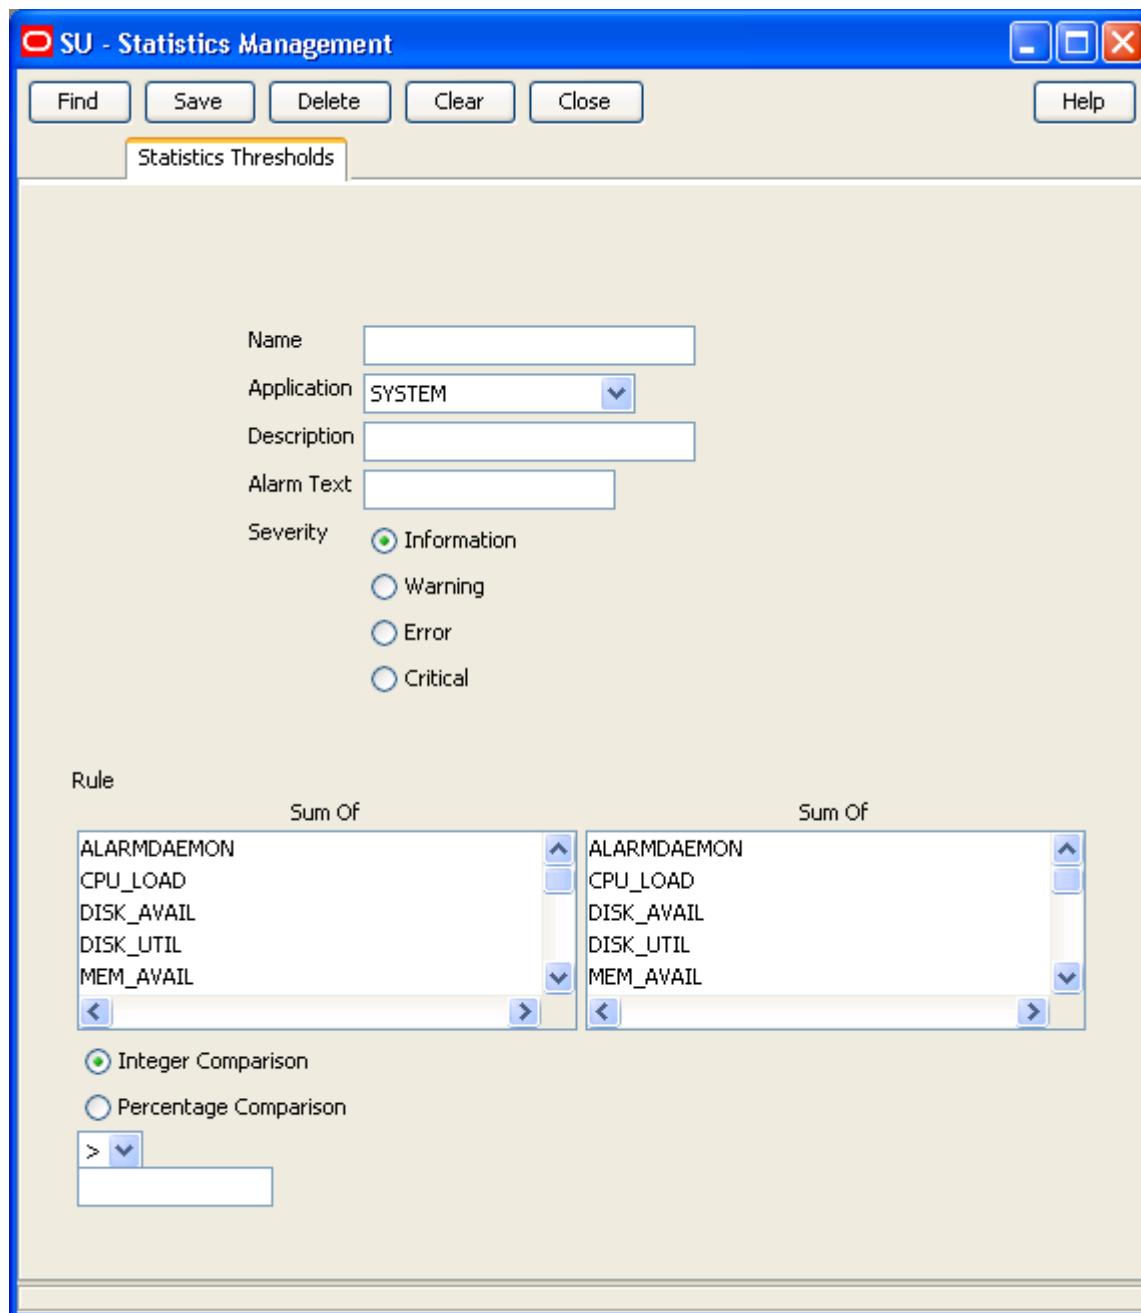 SU - Statistics Management
Find Save Delete Clear Close Help
Statistics Thresholds
Name
Application SYSTEM
Description
Alarm Text
Severity Information
Warning
Error
Critical
Rule
Sum Of Sum Of
ALARMDAEMON ALARMDAEMON
CPU_LOAD CPU_LOAD
DISK_AVAIL DISK_AVAIL
DISK_UTIL DISK_UTIL
MEM_AVAIL MEM_AVAIL
Integer Comparison
Percentage Comparison
>